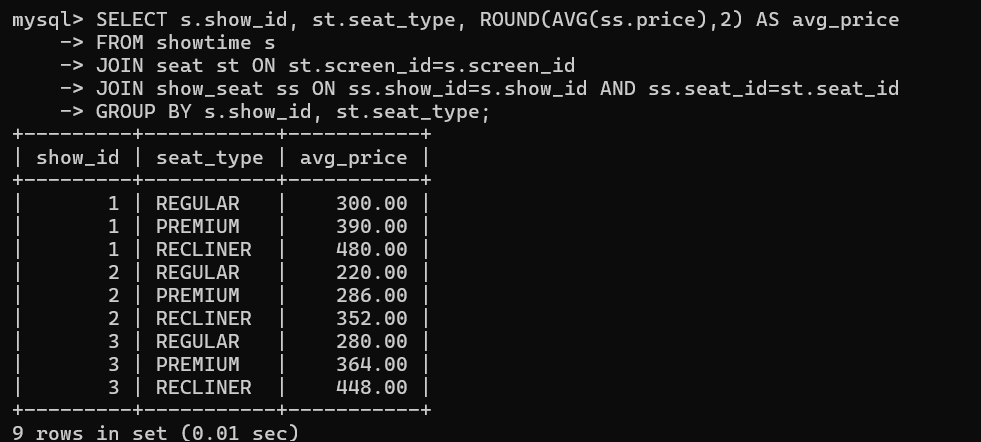 mysql> SELECT s.show_id, st.seat_type, ROUND(AVG(ss.price),2) AS avg_price
    -> FROM showtime s
    -> JOIN seat st ON st.screen_id=s.screen_id
    -> JOIN show_seat ss ON ss.show_id=s.show_id AND ss.seat_id=st.seat_id
    -> GROUP BY s.show_id, st.seat_type;
+---------+-----------+-----------+
| show_id | seat_type | avg_price |
+---------+-----------+-----------+
|       1 | REGULAR   |    300.00 |
|       1 | PREMIUM   |    390.00 |
|       1 | RECLINER  |    480.00 |
|       2 | REGULAR   |    220.00 |
|       2 | PREMIUM   |    286.00 |
|       2 | RECLINER  |    352.00 |
|       3 | REGULAR   |    280.00 |
|       3 | PREMIUM   |    364.00 |
|       3 | RECLINER  |    448.00 |
+---------+-----------+-----------+
9 rows in set (0.01 sec)